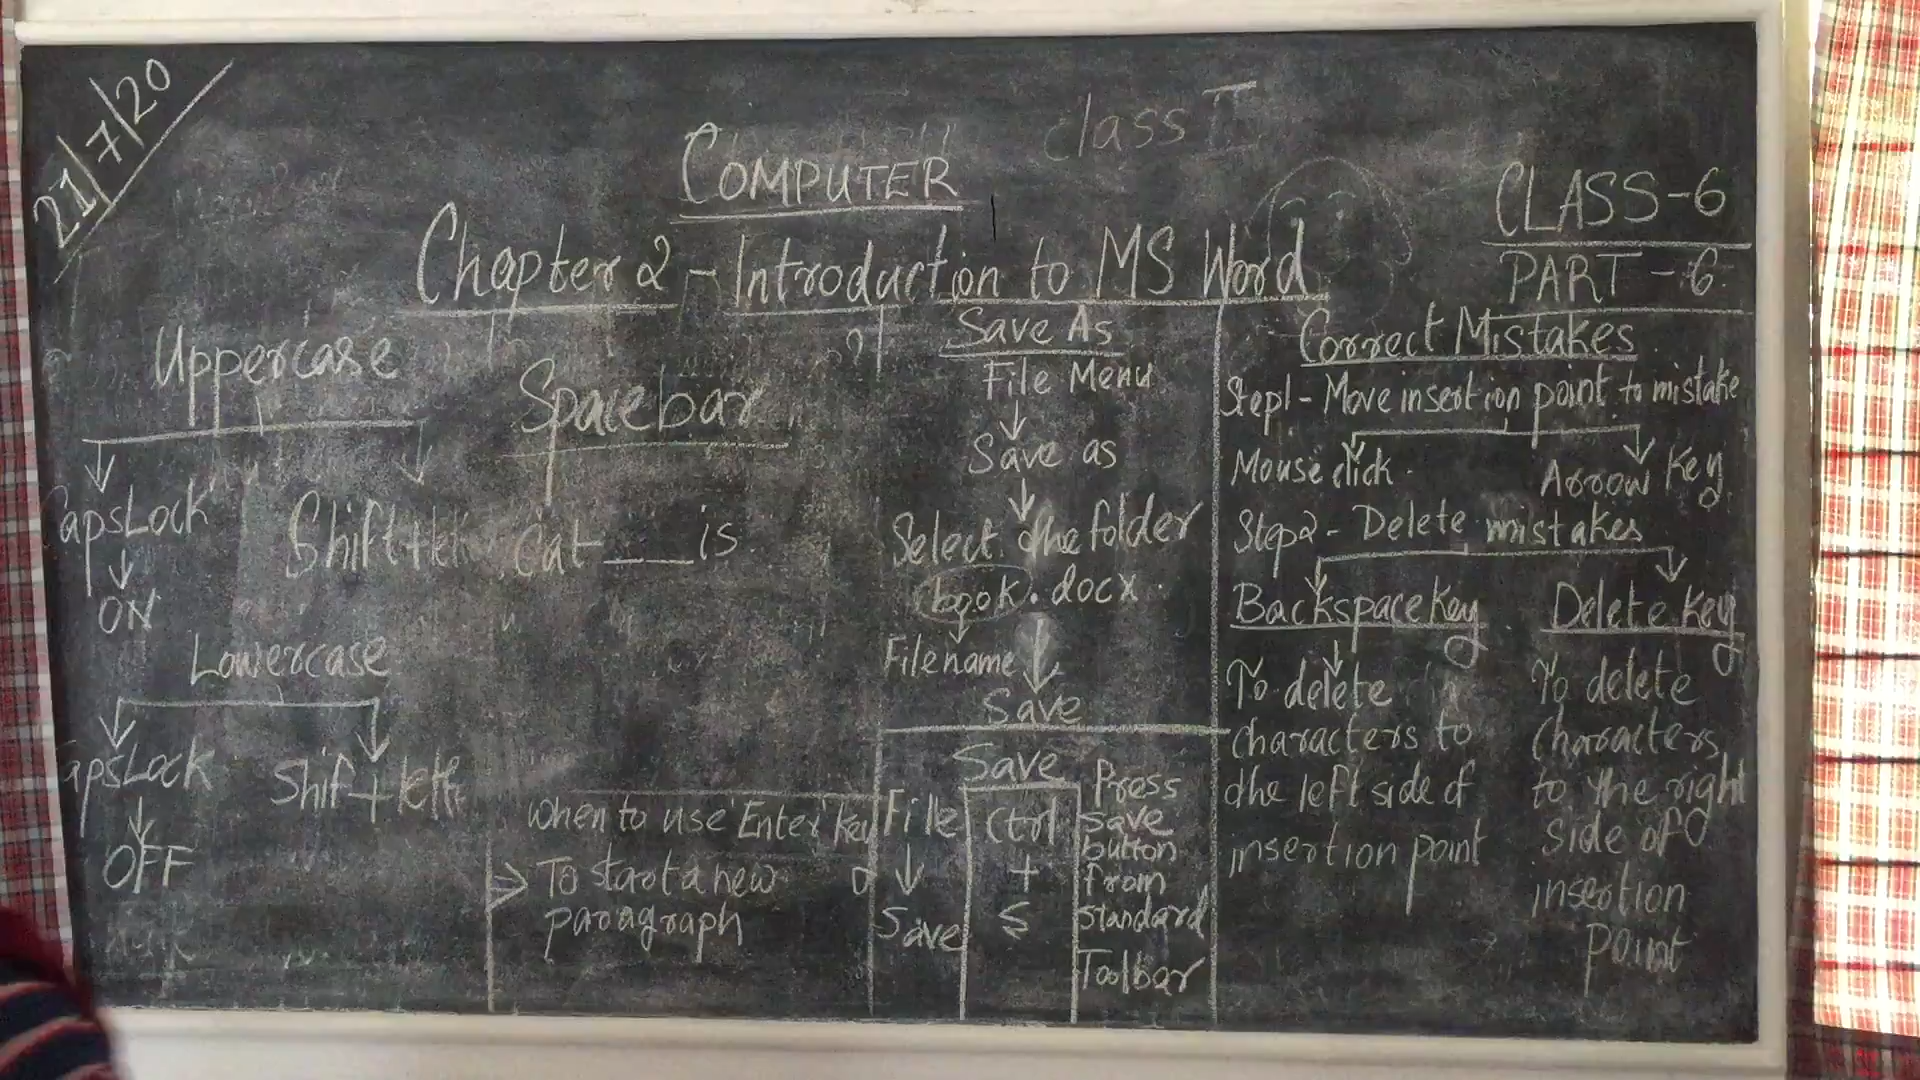 21/7/20
class II
COMPUTER
CLASS-6
PART-6
Chapter 2 - Introduction to MS Word
Uppercase
CapsLock
ON
Shift+
Lowercase
CapsLock
OFF
Shif+lett
Spacebar
Cat ___ is
When to use 'Enter' Key
To start a new
paragraph
Save As
File Menu
Save as
Select the folder
book.docx
Filename
Save
Save
File
Save
Ctrl
+
S
Press
save
button
from
standard
Toolbar
Correct Mistakes
Step1- Move insertion point to mistake
Mouse click
Arrow Key
Step2- Delete mistakes
Backspace Key
To delete
characters to
the left side of
insertion point
Delete Key
To delete
characters
to the right
side of
insertion
point